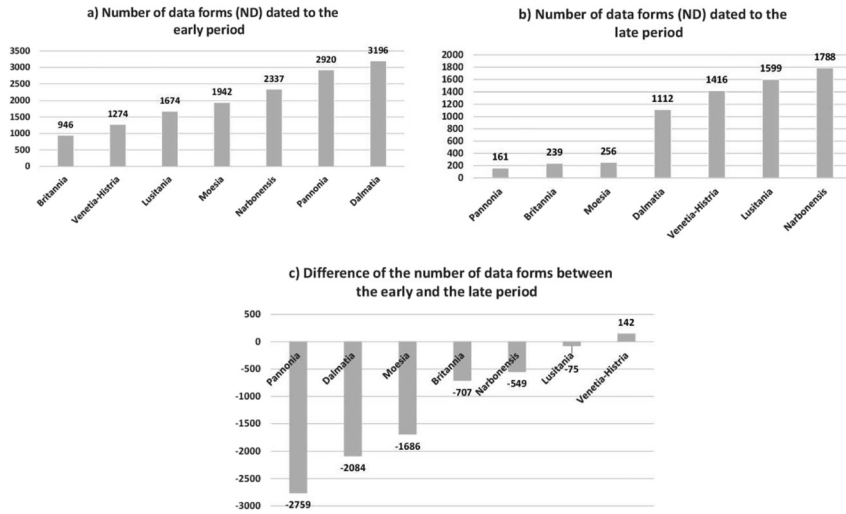 a) Number of data forms (ND) dated to the
early period
3500
3000
2500
2000
1500
1000
500
0
946
1274
1674
1942
2337
2920
3196
Britannia
Venetia-Histria
Lusitania
Moesia
Narbonensis
Pannonia
Dalmatia
b) Number of data forms (ND) dated to the
late period
2000
1800
1600
1400
1200
1000
800
600
400
200
0
161
239
256
1112
1416
1599
1788
Pannonia
Britannia
Moesia
Dalmatia
Venetia-Histria
Lusitania
Narbonensis
c) Difference of the number of data forms between
the early and the late period
500
0
-500
-1000
-1500
-2000
-2500
-3000
Pannonia
Dalmatia
Moesia
Britannia
Narbonensis
Lusitania
Venetia-Histria
-2759
-2084
-1686
-707
-549
-75
142